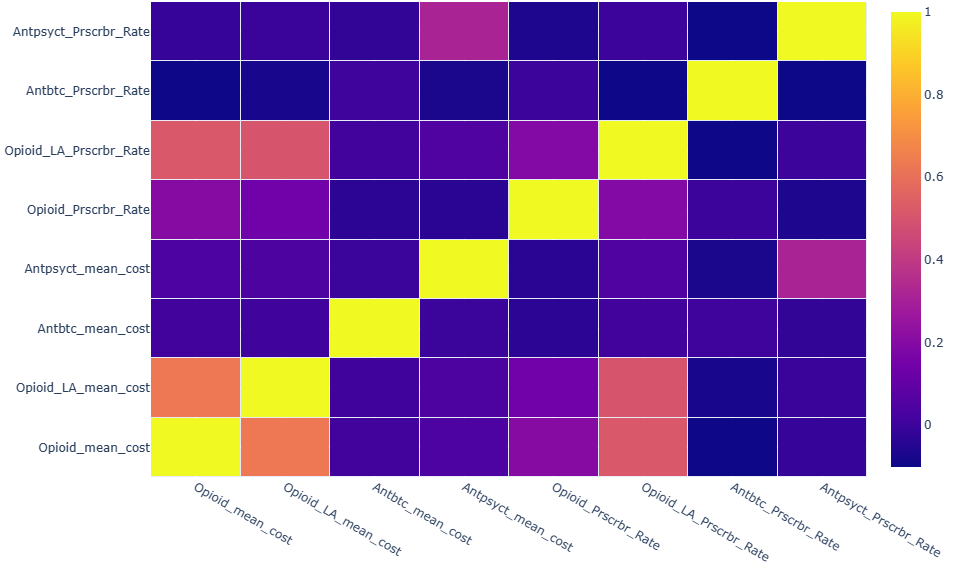 Antpsyct_Prscrbr_Rate
Antbtc_Prscrbr_Rate
Opioid_LA_Prscrbr_Rate
Opioid_Prscrbr_Rate
Antpsyct_mean_cost
Antbtc_mean_cost
Opioid_LA_mean_cost
Opioid_mean_cost
Opioid_mean_cost
Opioid_LA_mean_cost
Antbtc_mean_cost
Antpsyct_mean_cost
Opioid_Prscrbr_Rate
Opioid_LA_Prscrbr_Rate
Antbtc_Prscrbr_Rate
Antpsyct_Prscrbr_Rate
1
0.8
0.6
0.4
0.2
0